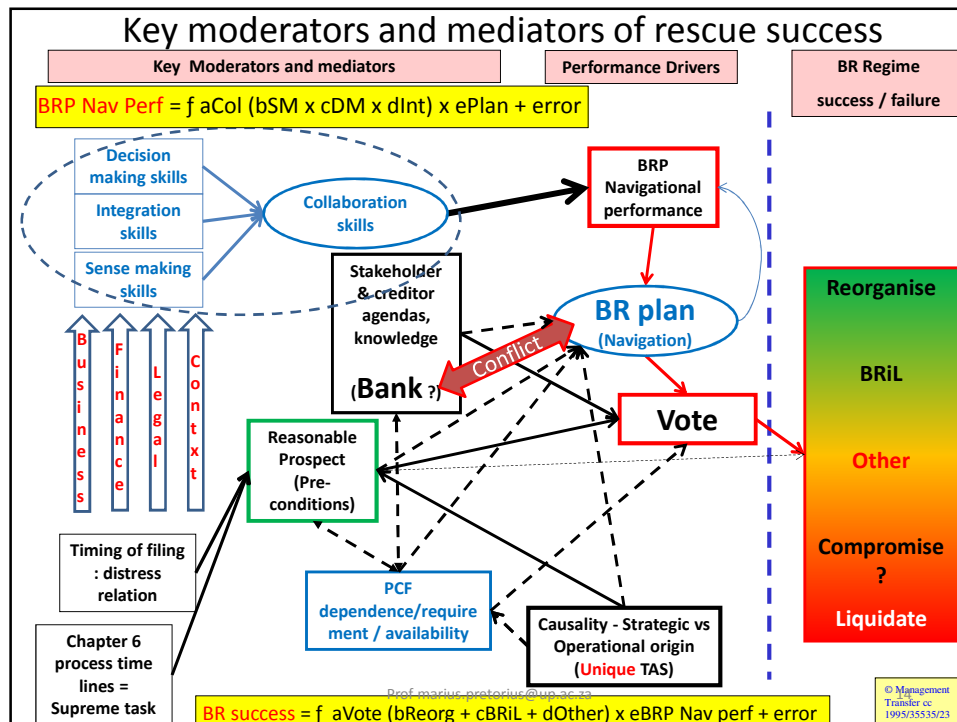 Key moderators and mediators of rescue success
Key Moderators and mediators
Performance Drivers
BR Regime
success / failure
BRP Nav Perf = ƒ aCol (bSM x cDM x dInt) x ePlan + error
Decision
making skills
Integration
skills
Sense making
skills
Collaboration
skills
BRP
Navigational
performance
Stakeholder
& creditor
agendas,
knowledge
(Bank ?)
Conflict
BR plan
(Navigation)
Vote
Reorganise
BRiL
Other
Compromise
?
Liquidate
Business
Finance
Legal
Contxt
Reasonable
Prospect
(Pre-
conditions)
Timing of filing
: distress
relation
Chapter 6
process time
lines =
Supreme task
PCF
dependence/require
ment / availability
Causality - Strategic vs
Operational origin
(Unique TAS)
Prof marius.pretorius@up.ac.za
14
BR success = ƒ aVote (bReorg + cBRiL + dOther) x eBRP Nav perf + error
© Management
Transfer cc
1995/35535/23